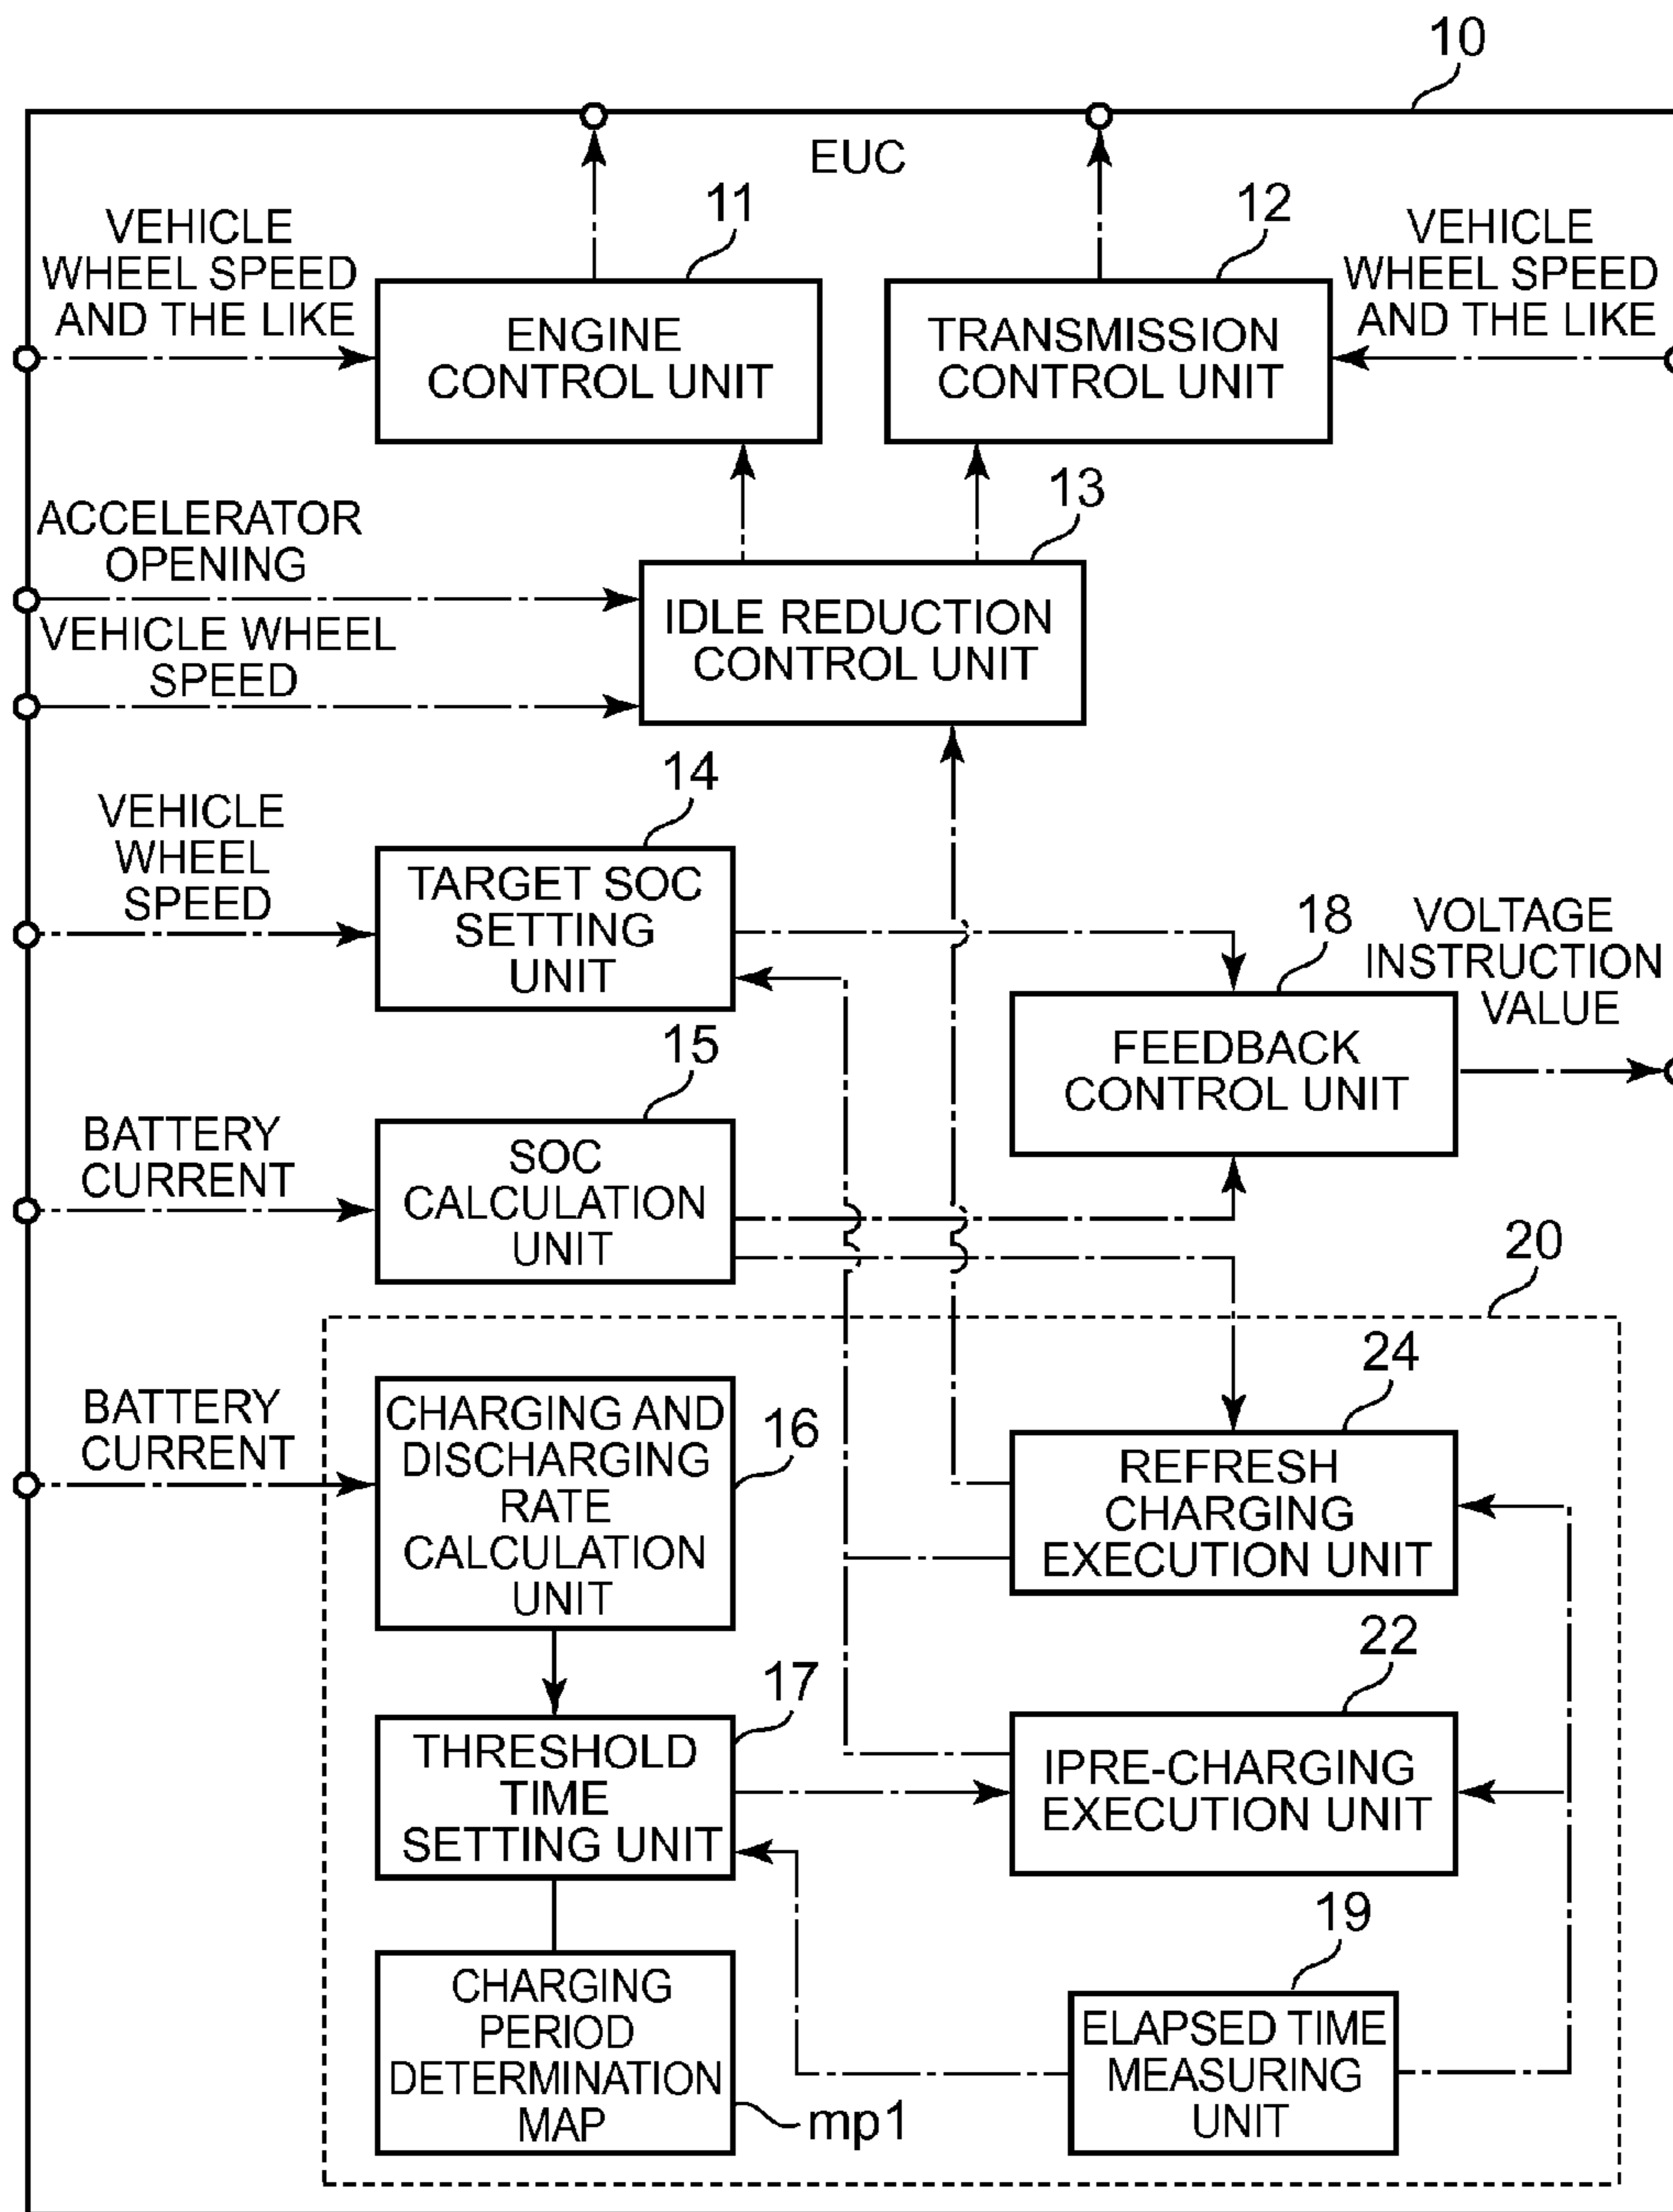 10
EUC
11
12
VEHICLE
WHEEL SPEED
AND THE LIKE
VEHICLE
WHEEL SPEED
AND THE LIKE
ENGINE
CONTROL UNIT
TRANSMISSION
CONTROL UNIT
13
ACCELERATOR
OPENING
VEHICLE WHEEL
SPEED
IDLE REDUCTION
CONTROL UNIT
14
VEHICLE
WHEEL
SPEED
TARGET SOC
SETTING
UNIT
18
VOLTAGE
INSTRUCTION
VALUE
FEEDBACK
CONTROL UNIT
15
BATTERY
CURRENT
SOC
CALCULATION
UNIT
20
24
BATTERY
CURRENT
CHARGING AND
DISCHARGING
RATE
CALCULATION
UNIT
16
REFRESH
CHARGING
EXECUTION UNIT
22
17
THRESHOLD
TIME
SETTING UNIT
IPRE-CHARGING
EXECUTION UNIT
19
CHARGING
PERIOD
DETERMINATION
MAP
mp1
ELAPSED TIME
MEASURING
UNIT